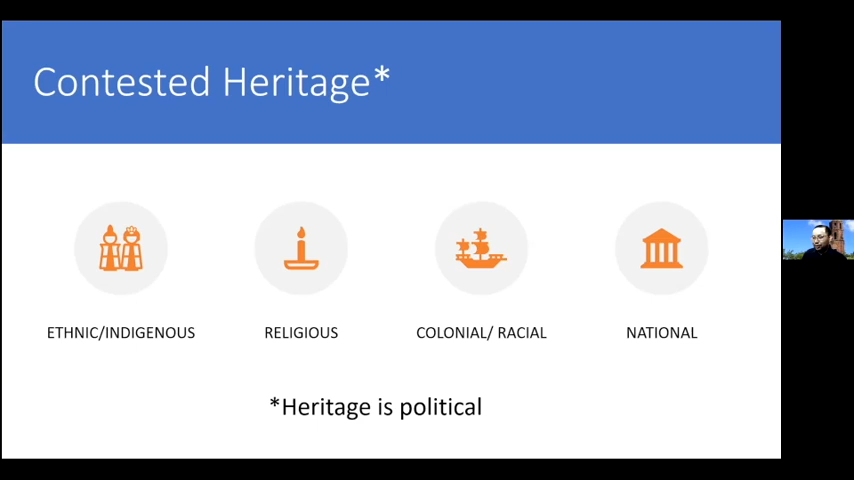 Contested Heritage*
ETHNIC/INDIGENOUS
RELIGIOUS
COLONIAL/ RACIAL
NATIONAL
*Heritage is political